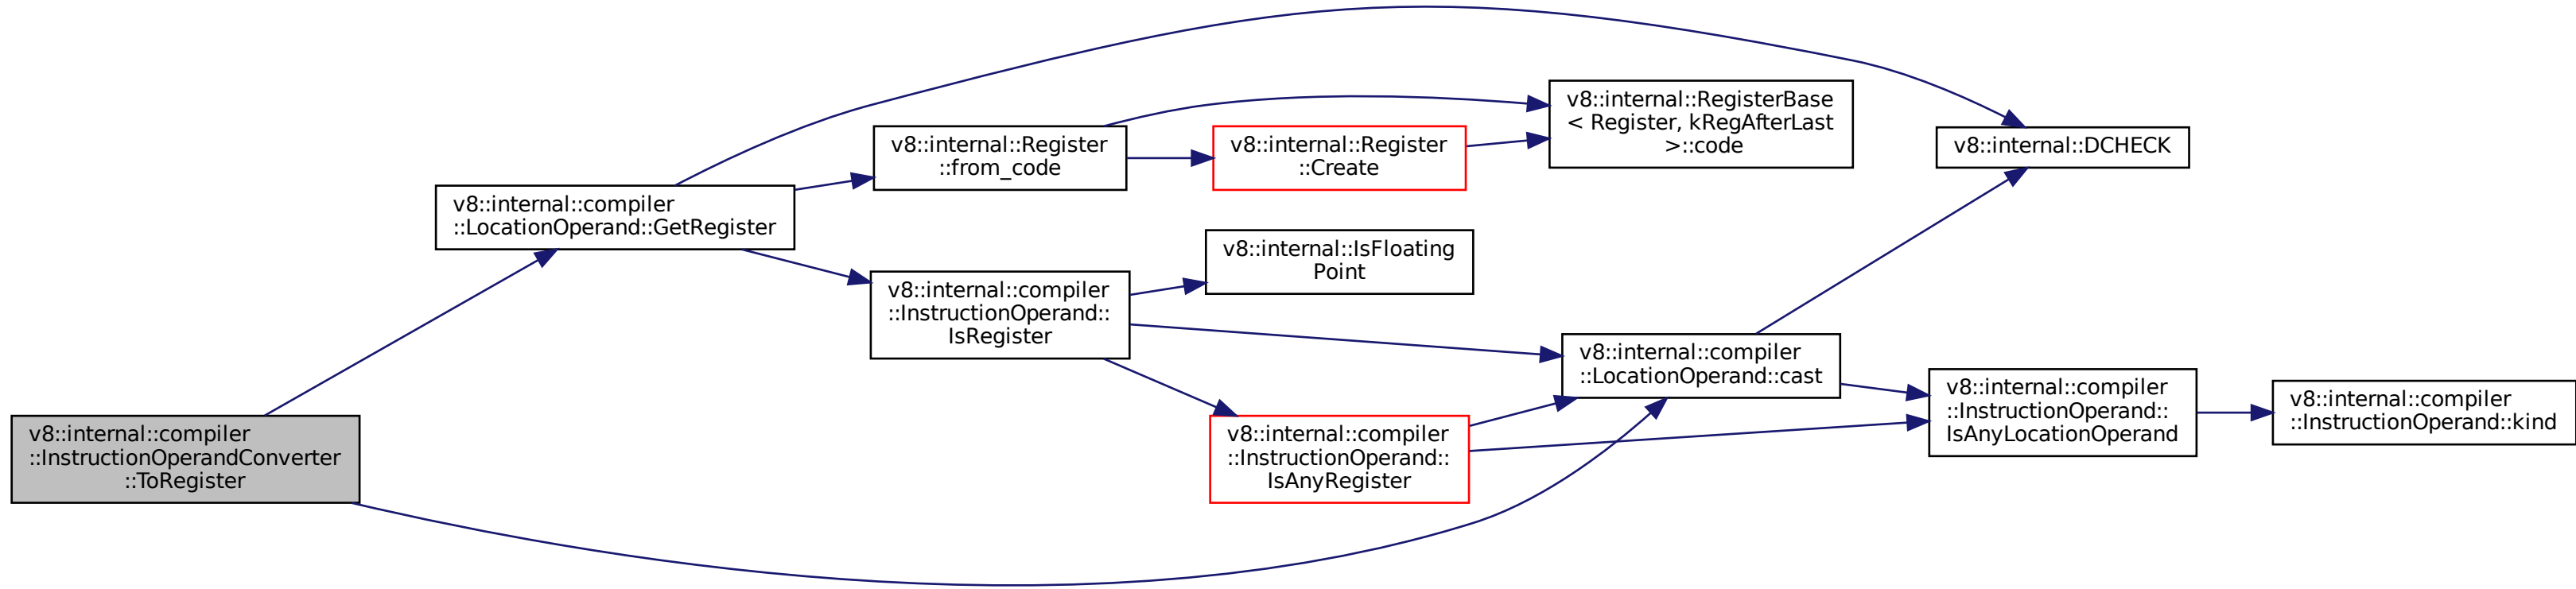 v8::internal::compiler
::InstructionOperandConverter
::ToRegister
v8::internal::compiler
::LocationOperand::GetRegister
v8::internal::Register
::from_code
v8::internal::compiler
::InstructionOperand::
IsRegister
v8::internal::Register
::Create
v8::internal::IsFloating
Point
v8::internal::compiler
::InstructionOperand::
IsAnyRegister
v8::internal::RegisterBase
< Register, kRegAfterLast
>::code
v8::internal::compiler
::LocationOperand::cast
v8::internal::DCHECK
v8::internal::compiler
::InstructionOperand::
IsAnyLocationOperand
v8::internal::compiler
::InstructionOperand::kind